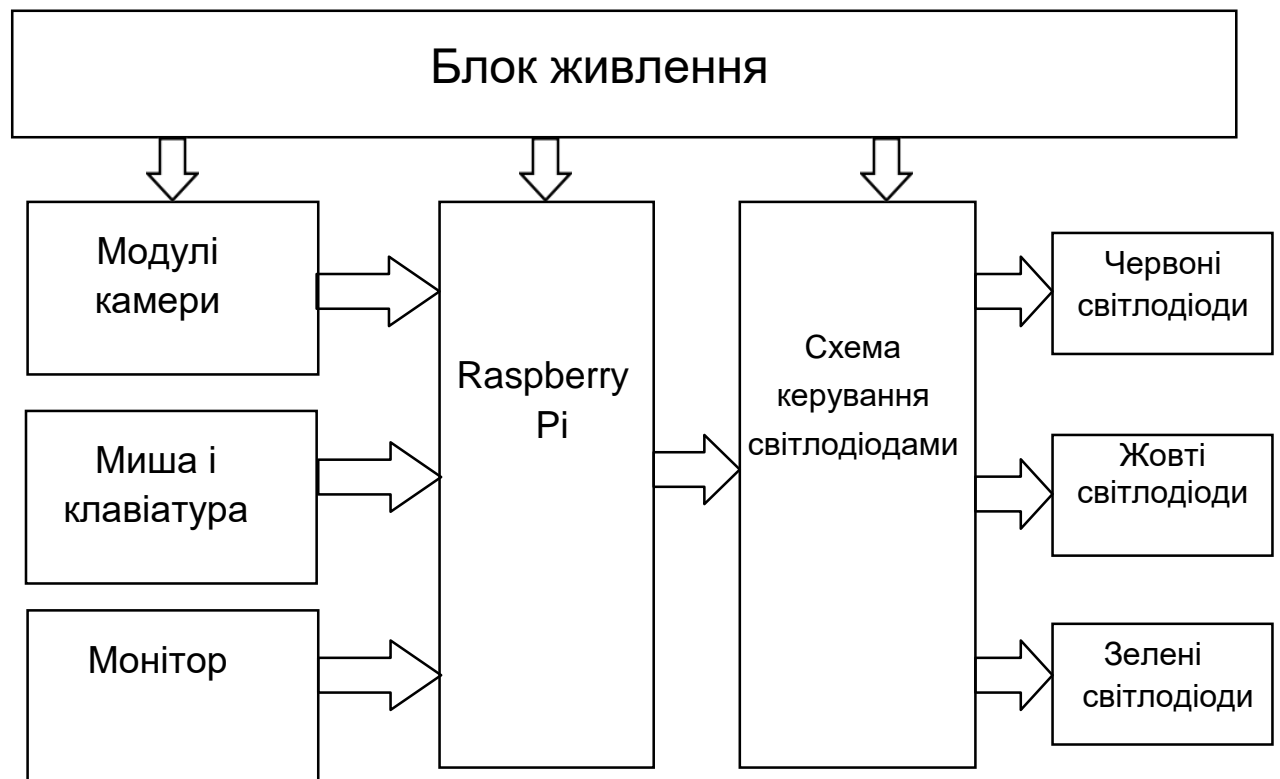 Блок живлення
Модулі
камери
Raspberry
Pi
Схема
керування
світлодіодами
Червоні
світлодіоди
Миша і
клавіатура
Жовті
світлодіоди
Монітор
Зелені
світлодіоди